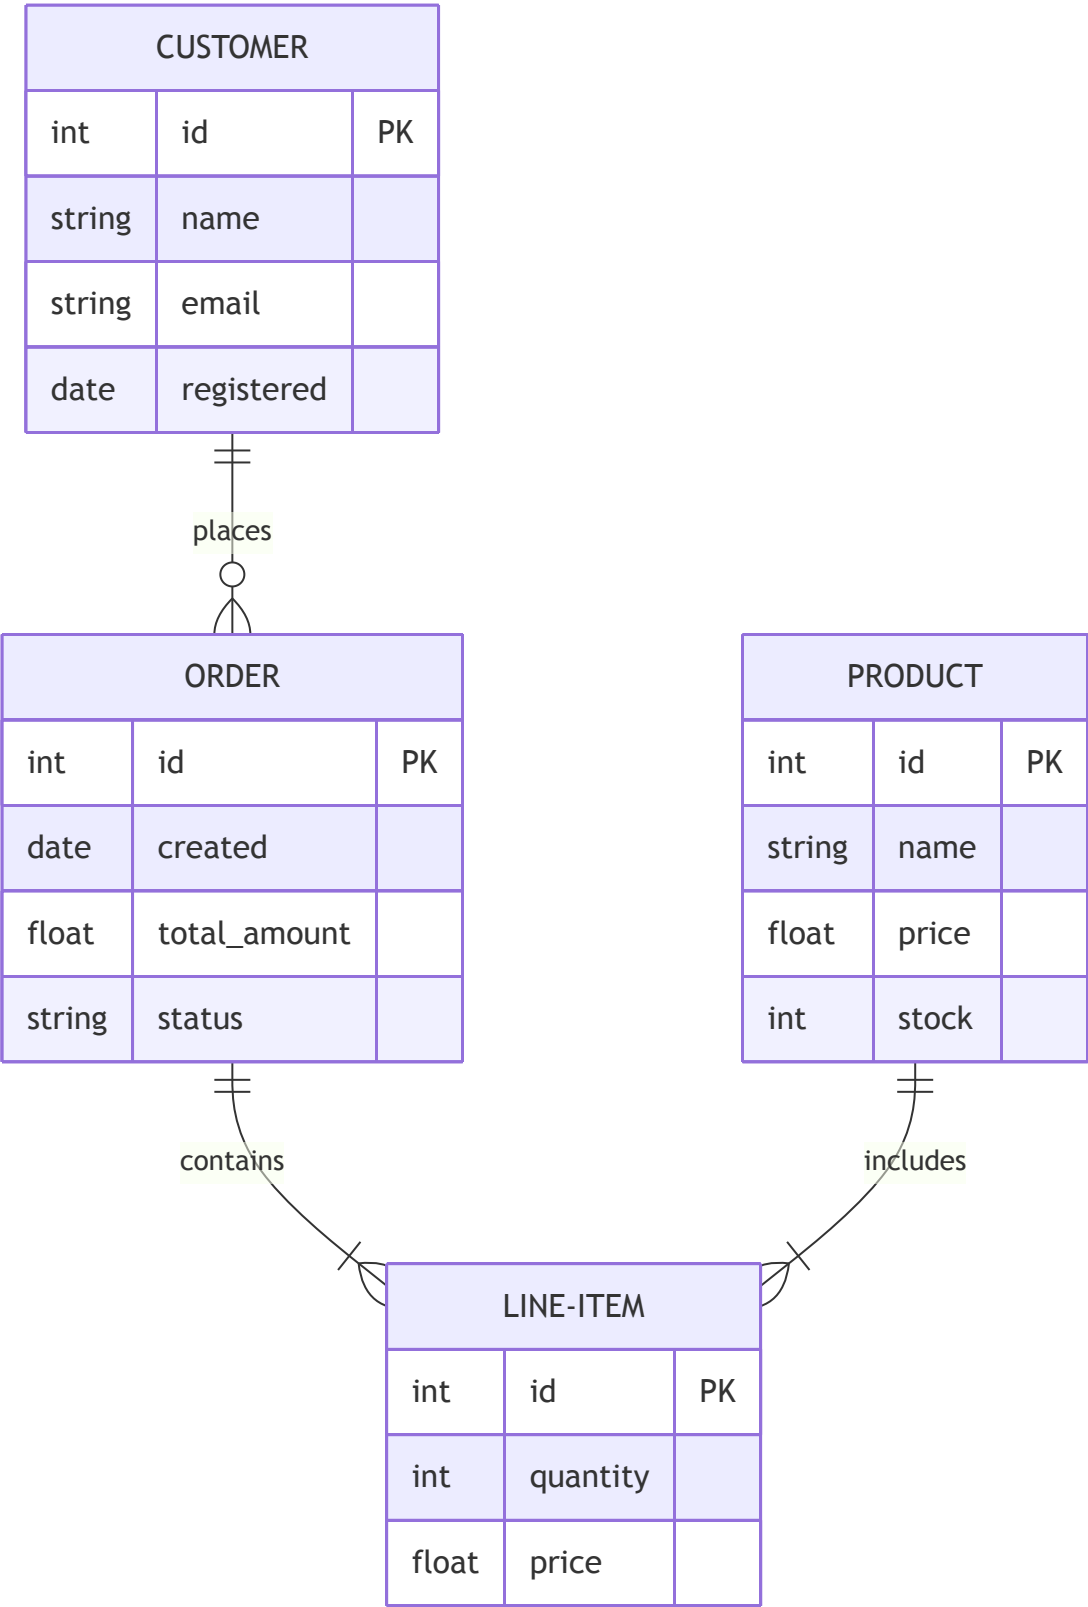 CUSTOMER
int id PK
string name
string email
date registered
places
ORDER
int id PK
date created
float total_amount
string status
PRODUCT
int id PK
string name
float price
int stock
contains
includes
LINE-ITEM
int id PK
int quantity
float price